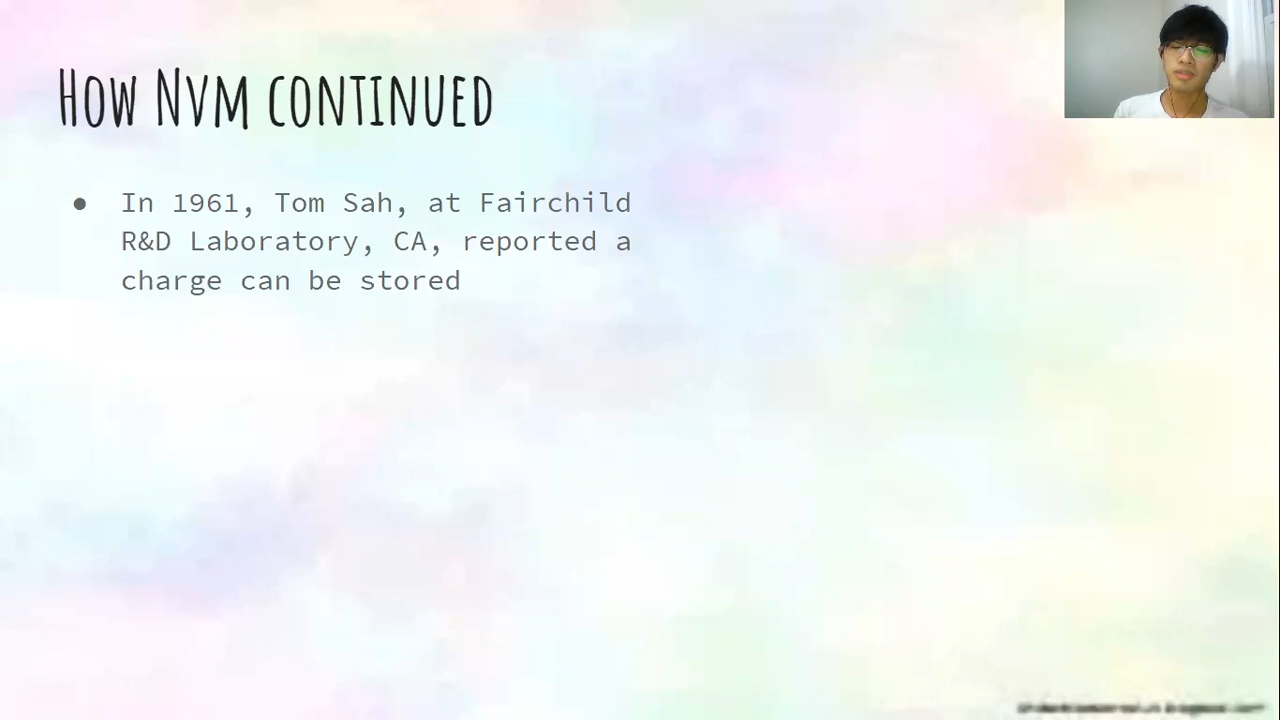 How Nvm continued
● In 1961, Tom Sah, at Fairchild
R&D Laboratory, CA, reported a
charge can be stored